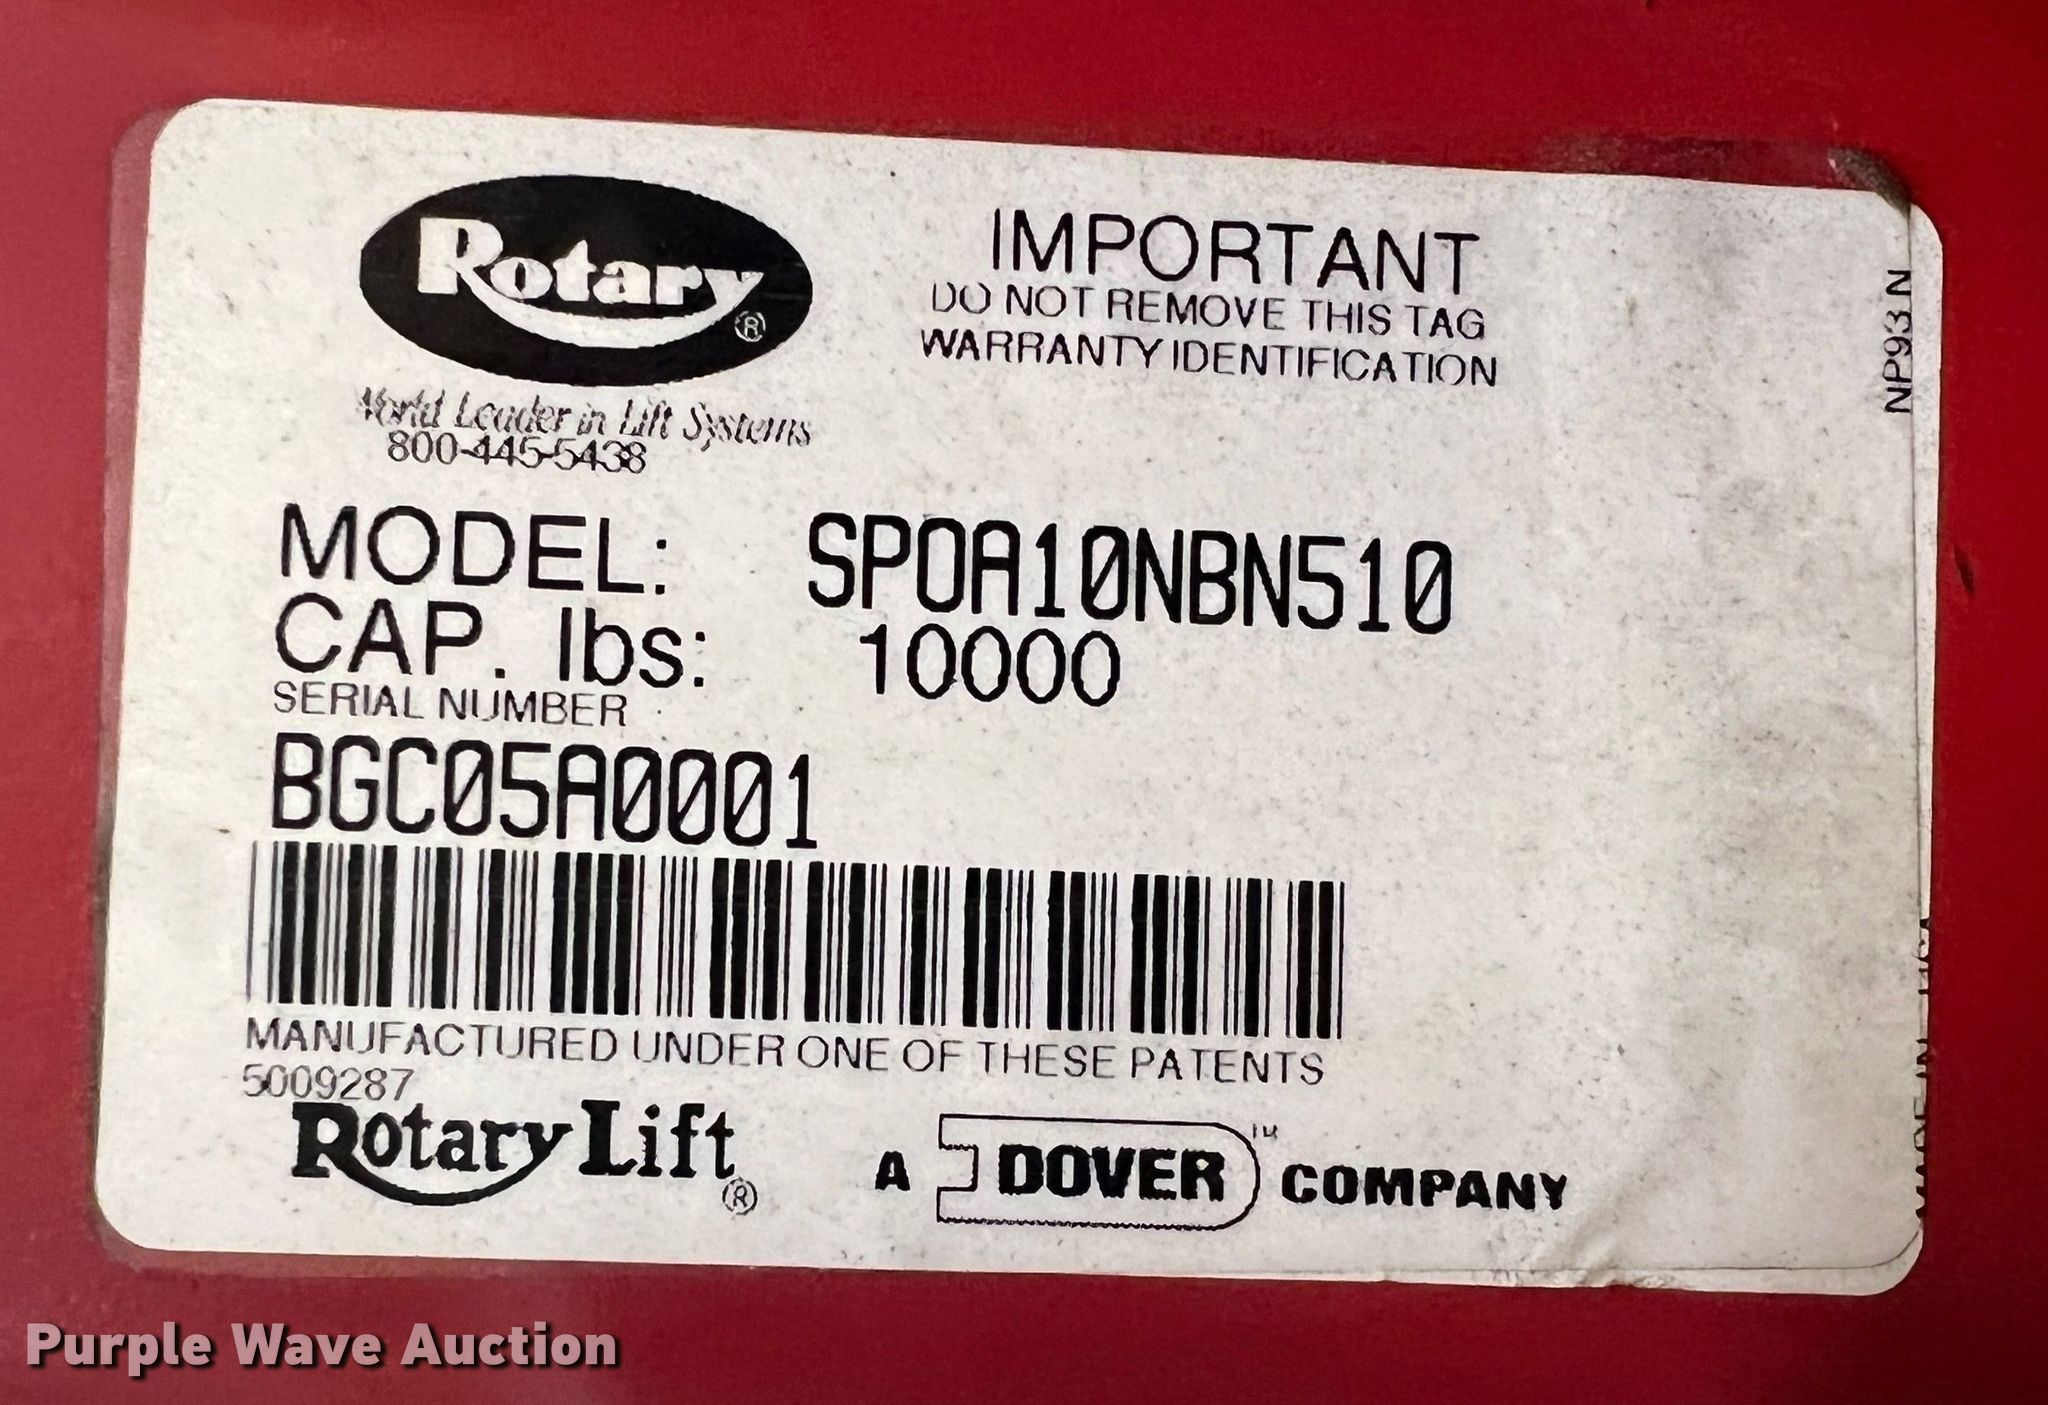 Rotary®
World Leader in Lift Systems
800-445-5438
IMPORTANT
DO NOT REMOVE THIS TAG
WARRANTY IDENTIFICATION
NP93 N
MODEL: SPOA10NBN510
CAP. lbs: 10000
SERIAL NUMBER
BGC05A0001
MANUFACTURED UNDER ONE OF THESE PATENTS
5009287
Rotary Lift®
A DOVER™ COMPANY
Purple Wave Auction